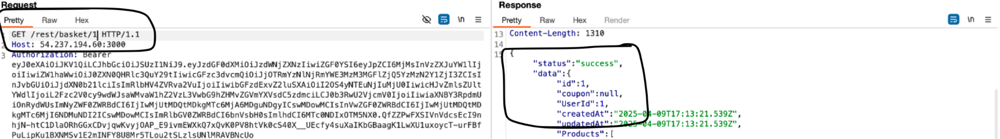 Request
Pretty Raw Hex
\n
1 GET /rest/basket/1 HTTP/1.1
2 Host: 54.237.194.60:3000
3 Authorization: Bearer
eyJ0eXAiOiJKV1QiLCJhbGciOiJSUzI1NiJ9.eyJzdGF0dXMiOiJzdWNjZXNzIiwiZGF0YSI6eyJpZCI6MjMsInVzZXJuYW1lIj
oiIiwiZW1haWwiOiJ0ZXN0QHRlc3QuY29tIiwicGFzc3dvcmQiOiJjOTRmYzNlNjRmYWE3MzM3MGFlZjQ5YzMzN2Y1ZjI3ZCIsI
nJvbGUiOiJjdXN0b21lciIsImRlbHV4ZVRva2VuIjoiIiwibGFzdExvZ2luSXAiOiI2OS4yNTEuNjIuMjU0IiwicHJvZmlsZUlt
YWdlIjoiL2Fzc2V0cy9wdWJsaWMvaW1hZ2VzL3VwbG9hZHMvZGVmYXVsdC5zdmciLCJ0b3RwU2VjcmV0IjoiIiwiaXNBY3RpdmU
iOnRydWUsImNyZWF0ZWRBdCI6IjIwMjUtMDQtMDkgMTc6MjA6MDguNDgyICswMDowMCIsInVwZGF0ZWRBdCI6IjIwMjUtMDQtMD
kgMTc6MjI6NDMuNDI2ICswMDowMCIsImRlbGV0ZWRBdCI6bnVsbH0sImlhdCI6MTc0NDIxOTM5NX0.QfZZPwFXSIVnVdcsEcI9n
hjN-htC1DlaORhGGxCDvjqwKvyjOAP_E9ivmEWXkQ7xQvK0PV8htVk0cS40X__UEcfy4suXaIKbGBaagK1LwXU1uxoycT-urFBf
PuLipKu1BXNMSv1E2mINFY8U8Mr5TLou2tSLzlsUNlMRAVBNcUo
Response
Pretty Raw Hex Render
\n
13 Content-Length: 1310
14
15 {
"status":"success",
"data":{
"id":1,
"coupon":null,
"UserId":1,
"createdAt":"2025-04-09T17:13:21.539Z",
"updatedAt":"2025-04-09T17:13:21.539Z",
"Products":[